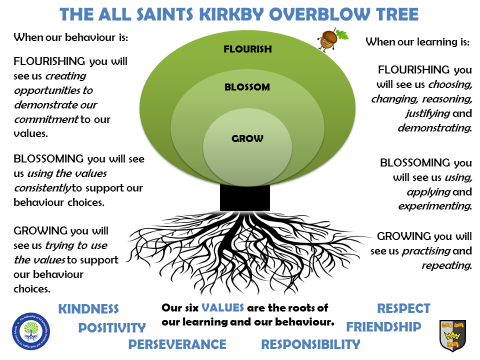 THE ALL SAINTS KIRKBY OVERBLOW TREE
When our behaviour is:
FLOURISHING you will
see us creating
opportunities to
demonstrate our
commitment to our
values.
BLOSSOMING you will see
us using the values
consistently to support our
behaviour choices.
GROWING you will
see us trying to use
the values to support
our behaviour
choices.
FLOURISH
BLOSSOM
GROW
When our learning is:
FLOURISHING you
will see us choosing,
changing, reasoning,
justifying and
demonstrating.
BLOSSOMING you
will see us using,
applying and
experimenting.
GROWING you will
see us practising and
repeating.
Our six VALUES are the roots of
our learning and our behaviour.
KINDNESS
POSITIVITY
PERSEVERANCE
RESPONSIBILITY
FRIENDSHIP
RESPECT